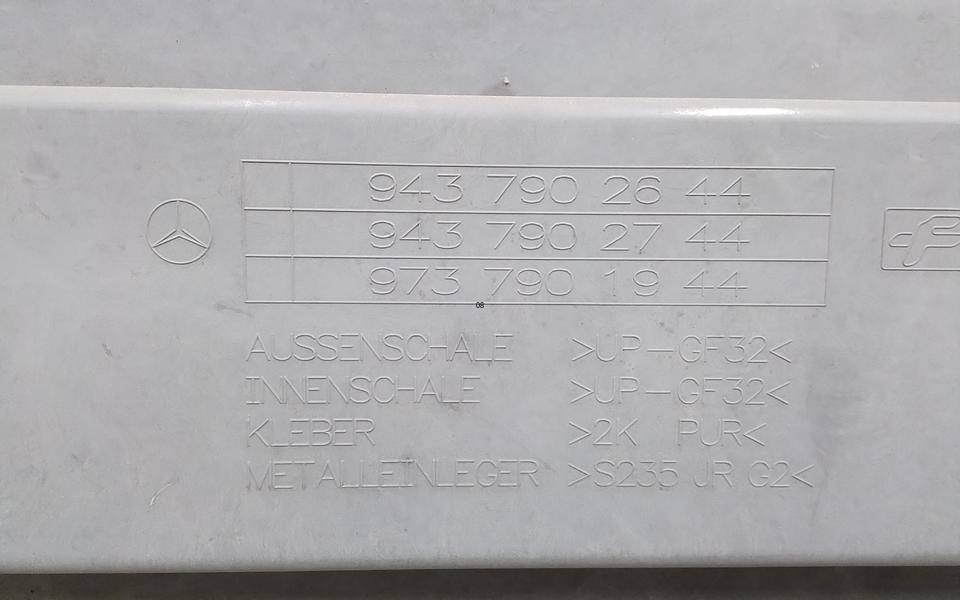 943 790 26 44
943 790 27 44
973 790 19 44
08
AUSSENSCHALE >UP-GF32<
INNENSCHALE >UP-GF32<
KLEBER >2K PUR<
METALLEINLEGER >S235 JR G2<